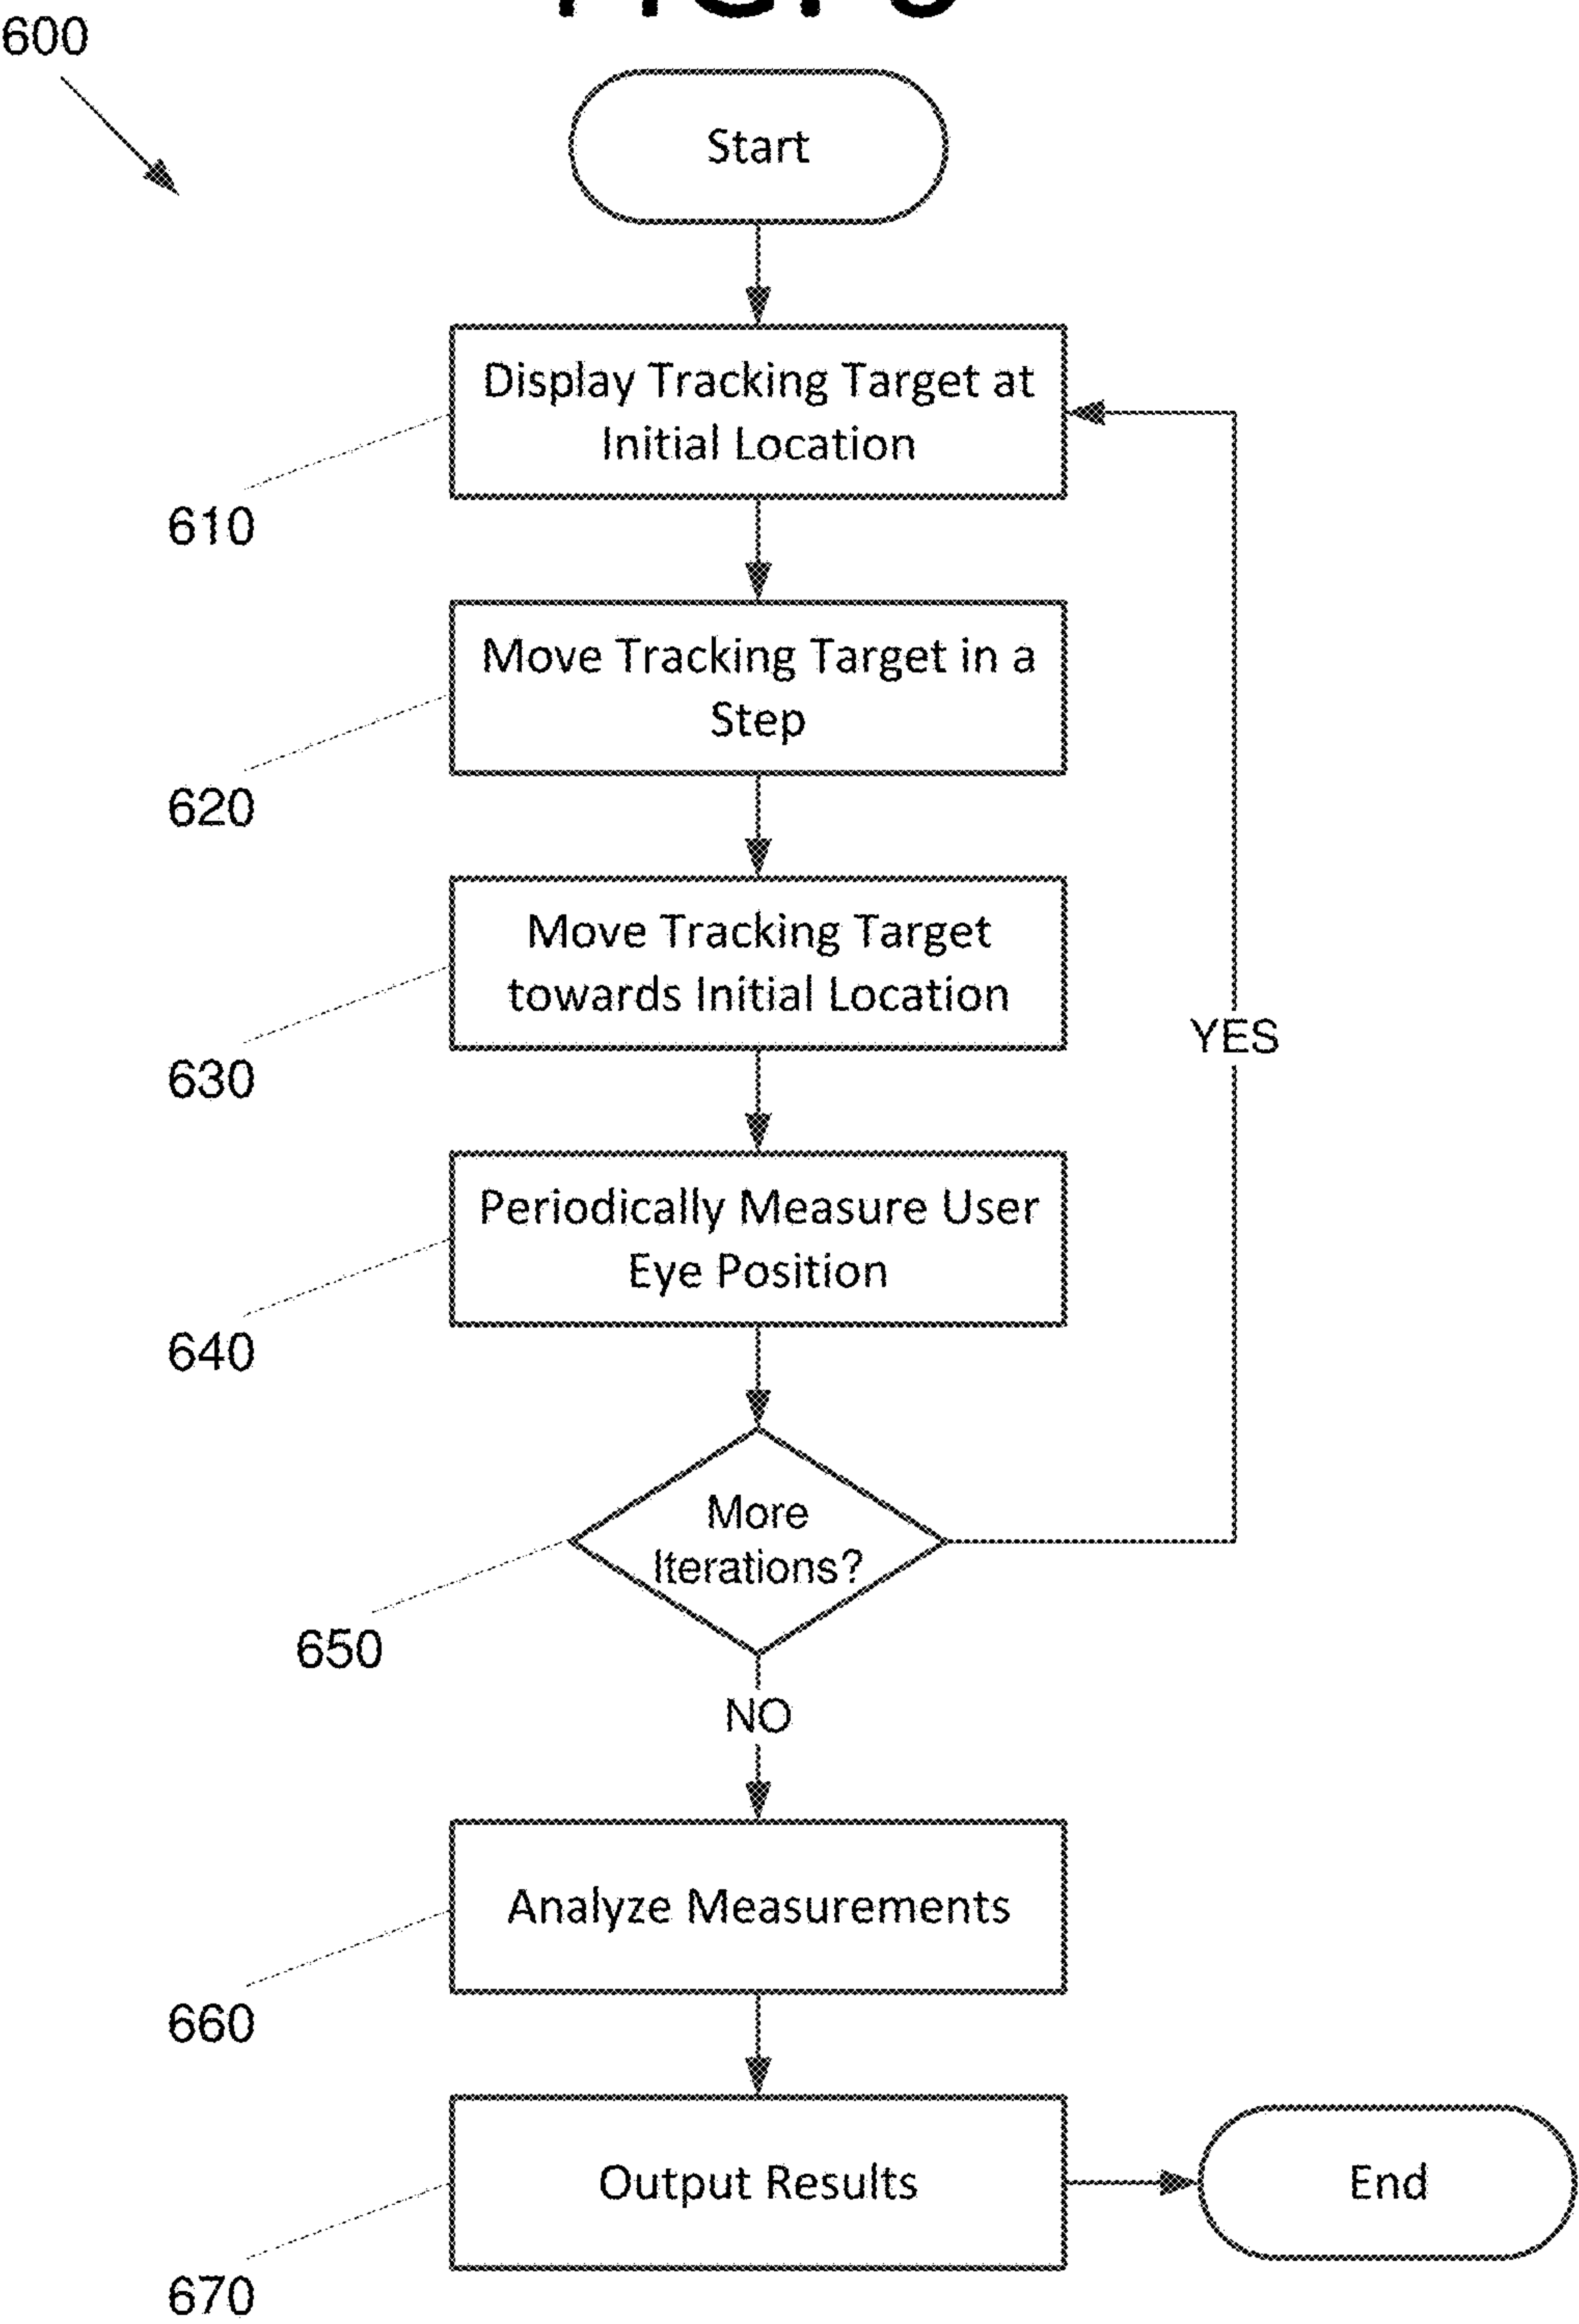 600
Start
Display Tracking Target at
Initial Location
610
Move Tracking Target in a
Step
620
Move Tracking Target
towards Initial Location
630
YES
Periodically Measure User
Eye Position
640
More
Iterations?
650
NO
Analyze Measurements
660
Output Results
End
670